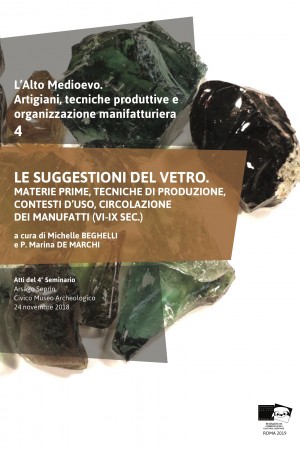 L'Alto Medioevo.
Artigiani, tecniche produttive e
organizzazione manifatturiera
4
LE SUGGESTIONI DEL VETRO.
MATERIE PRIME, TECNICHE DI PRODUZIONE,
CONTESTI D'USO, CIRCOLAZIONE
DEI MANUFATTI (VI-IX SEC.)
a cura di Michelle BEGHELLI
e P. Marina DE MARCHI
Atti del 4° Seminario
Arsago Seprio,
Civico Museo Archeologico
24 novembre 2018
ROMA 2019